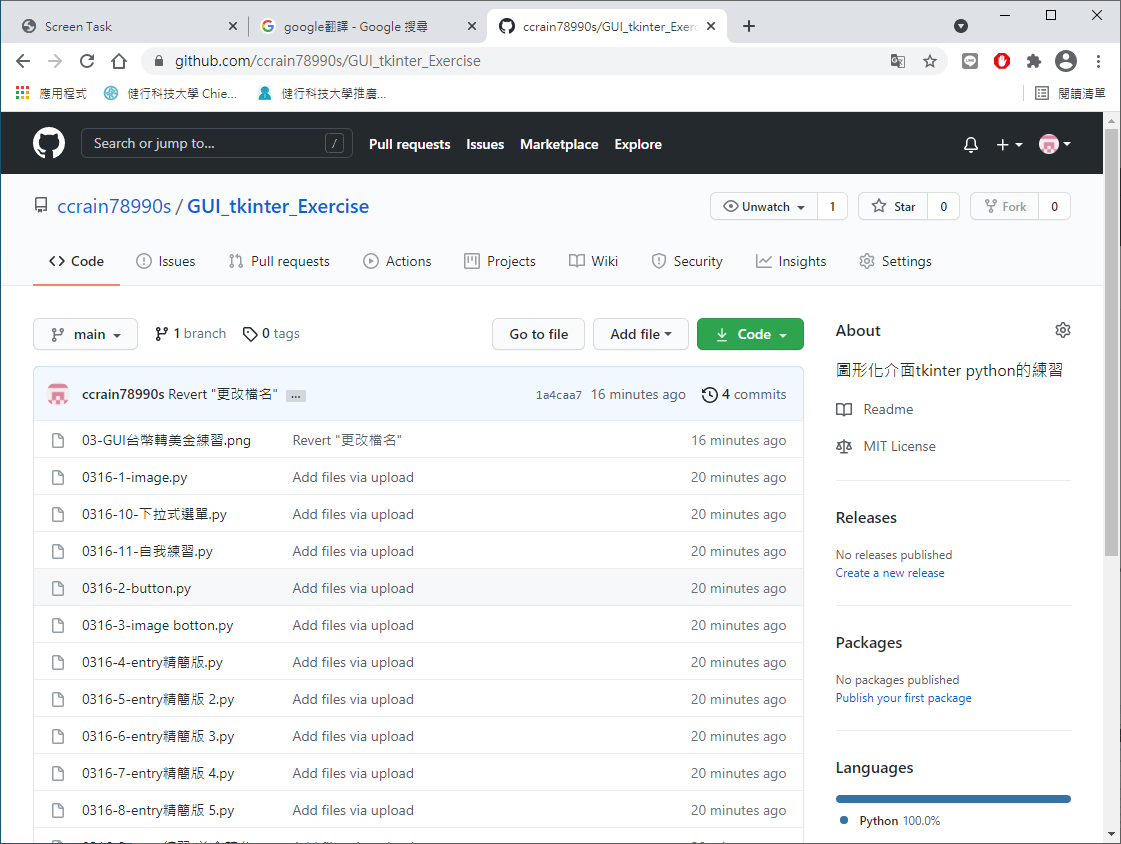 Screen Task
google翻譯 - Google 搜尋
ccrain78990s/GUI_tkinter_Exerc
github.com/ccrain78990s/GUI_tkinter_Exercise
應用程式
健行科技大學 Chie...
健行科技大學推廣...
閱讀清單
Search or jump to...
/
Pull requests
Issues
Marketplace
Explore
ccrain78990s / GUI_tkinter_Exercise
Unwatch
1
Star
0
Fork
0
Code
Issues
Pull requests
Actions
Projects
Wiki
Security
Insights
Settings
main
1 branch
0 tags
Go to file
Add file
Code
ccrain78990s Revert "更改檔名" ...
1a4caa7 16 minutes ago
4 commits
03-GUI台幣轉美金練習.png Revert "更改檔名" 16 minutes ago
0316-1-image.py Add files via upload 20 minutes ago
0316-10-下拉式選單.py Add files via upload 20 minutes ago
0316-11-自我練習.py Add files via upload 20 minutes ago
0316-2-button.py Add files via upload 20 minutes ago
0316-3-image botton.py Add files via upload 20 minutes ago
0316-4-entry精簡版.py Add files via upload 20 minutes ago
0316-5-entry精簡版 2.py Add files via upload 20 minutes ago
0316-6-entry精簡版 3.py Add files via upload 20 minutes ago
0316-7-entry精簡版 4.py Add files via upload 20 minutes ago
0316-8-entry精簡版 5.py Add files via upload 20 minutes ago
About
圖形化介面tkinter python的練習
Readme
MIT License
Releases
No releases published
Create a new release
Packages
No packages published
Publish your first package
Languages
Python 100.0%